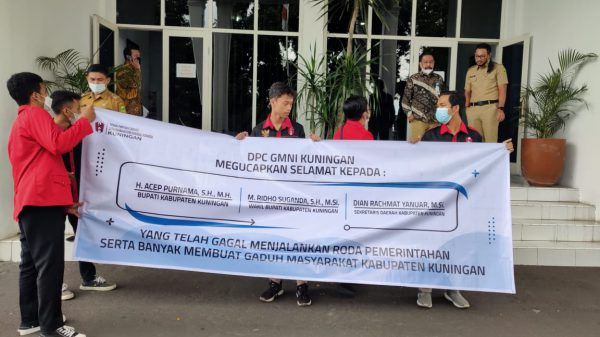 KUNINGAN
DPC GMNI KUNINGAN
MEGUCAPKAN SELAMAT KEPADA :
H. ACEP PURNAMA, S.H., M.H.
BUPATI KABUPATEN KUNINGAN
M. RIDHO SUGANDA, S.H., M.Si.
WAKIL BUPATI KABUPATEN KUNINGAN
DIAN RACHMAT YANUAR, M.Si.
SEKRETARIS DAERAH KABUPATEN KUNINGAN
YANG TELAH GAGAL MENJALANKAN RODA PEMERINTAHAN
SERTA BANYAK MEMBUAT GADUH MASYARAKAT KABUPATEN KUNINGAN